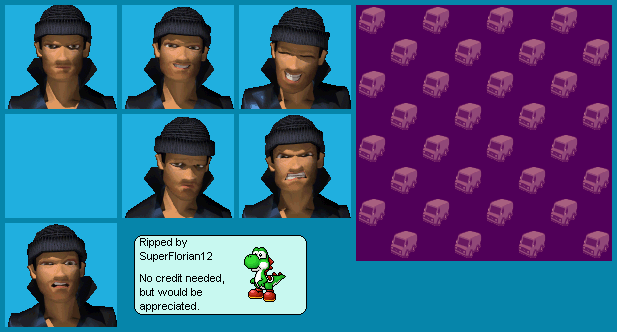 Ripped by
SuperFlorian12
No credit needed,
but would be
appreciated.